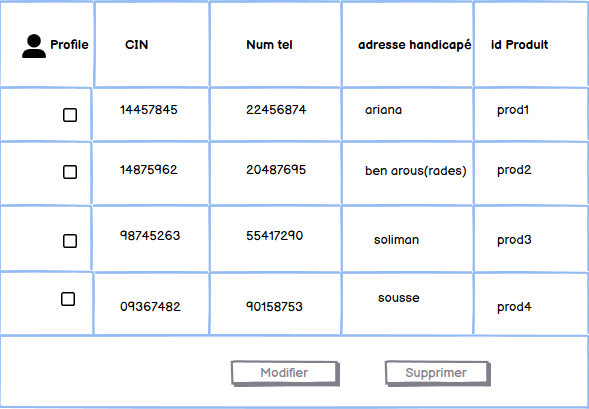 Profile CIN Num tel adresse handicapé id Produit
14457845 22456874 ariana prod1
14875962 20487695 ben arous(rades) prod2
98745263 55417290 soliman prod3
09367482 90158753 sousse prod4
Modifier Supprimer